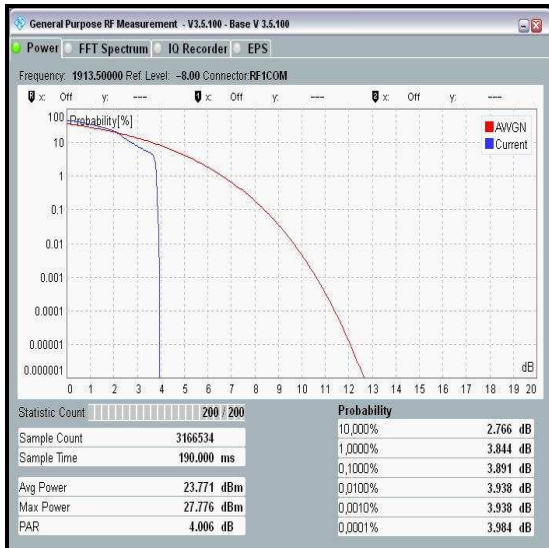 General Purpose RF Measurement - V3.5.100 - Base V 3.5.100
Power FFT Spectrum IQ Recorder EPS
Frequency: 1913.50000 Ref. Level: -8.00 Connector:RF1COM
x: Off y: --- 1 x: Off y: --- 2 x: Off y: ---
Probability[%]
AWGN
Current
100
10
1
0.1
0.01
0.001
0.0001
0.00001
0.000001
dB
0 1 2 3 4 5 6 7 8 9 10 11 12 13 14 15 16 17 18 19 20
Statistic Count 200 / 200
Sample Count 3166534
Sample Time 190.000 ms
Avg Power 23.771 dBm
Max Power 27.776 dBm
PAR 4.006 dB
Probability
10,000% 2.766 dB
1,0000% 3.844 dB
0,1000% 3.891 dB
0,0100% 3.938 dB
0,0010% 3.938 dB
0,0001% 3.984 dB